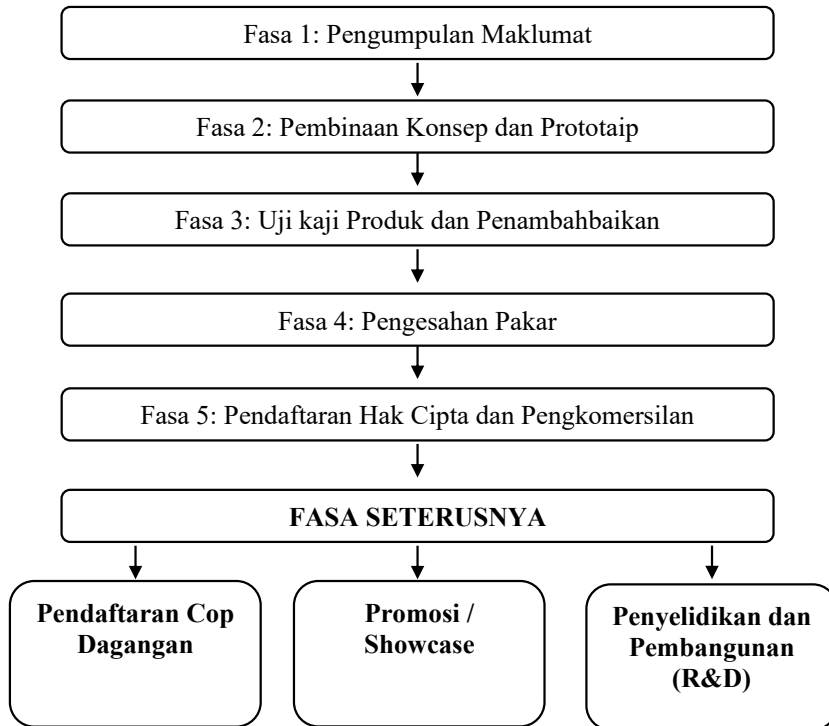 Fasa 1: Pengumpulan Maklumat
Fasa 2: Pembinaan Konsep dan Prototaip
Fasa 3: Uji kaji Produk dan Penambahbaikan
Fasa 4: Pengesahan Pakar
Fasa 5: Pendaftaran Hak Cipta dan Pengkomersilan
FASA SETERUSNYA
Pendaftaran Cop
Dagangan
Promosi /
Showcase
Penyelidikan dan
Pembangunan
(R&D)